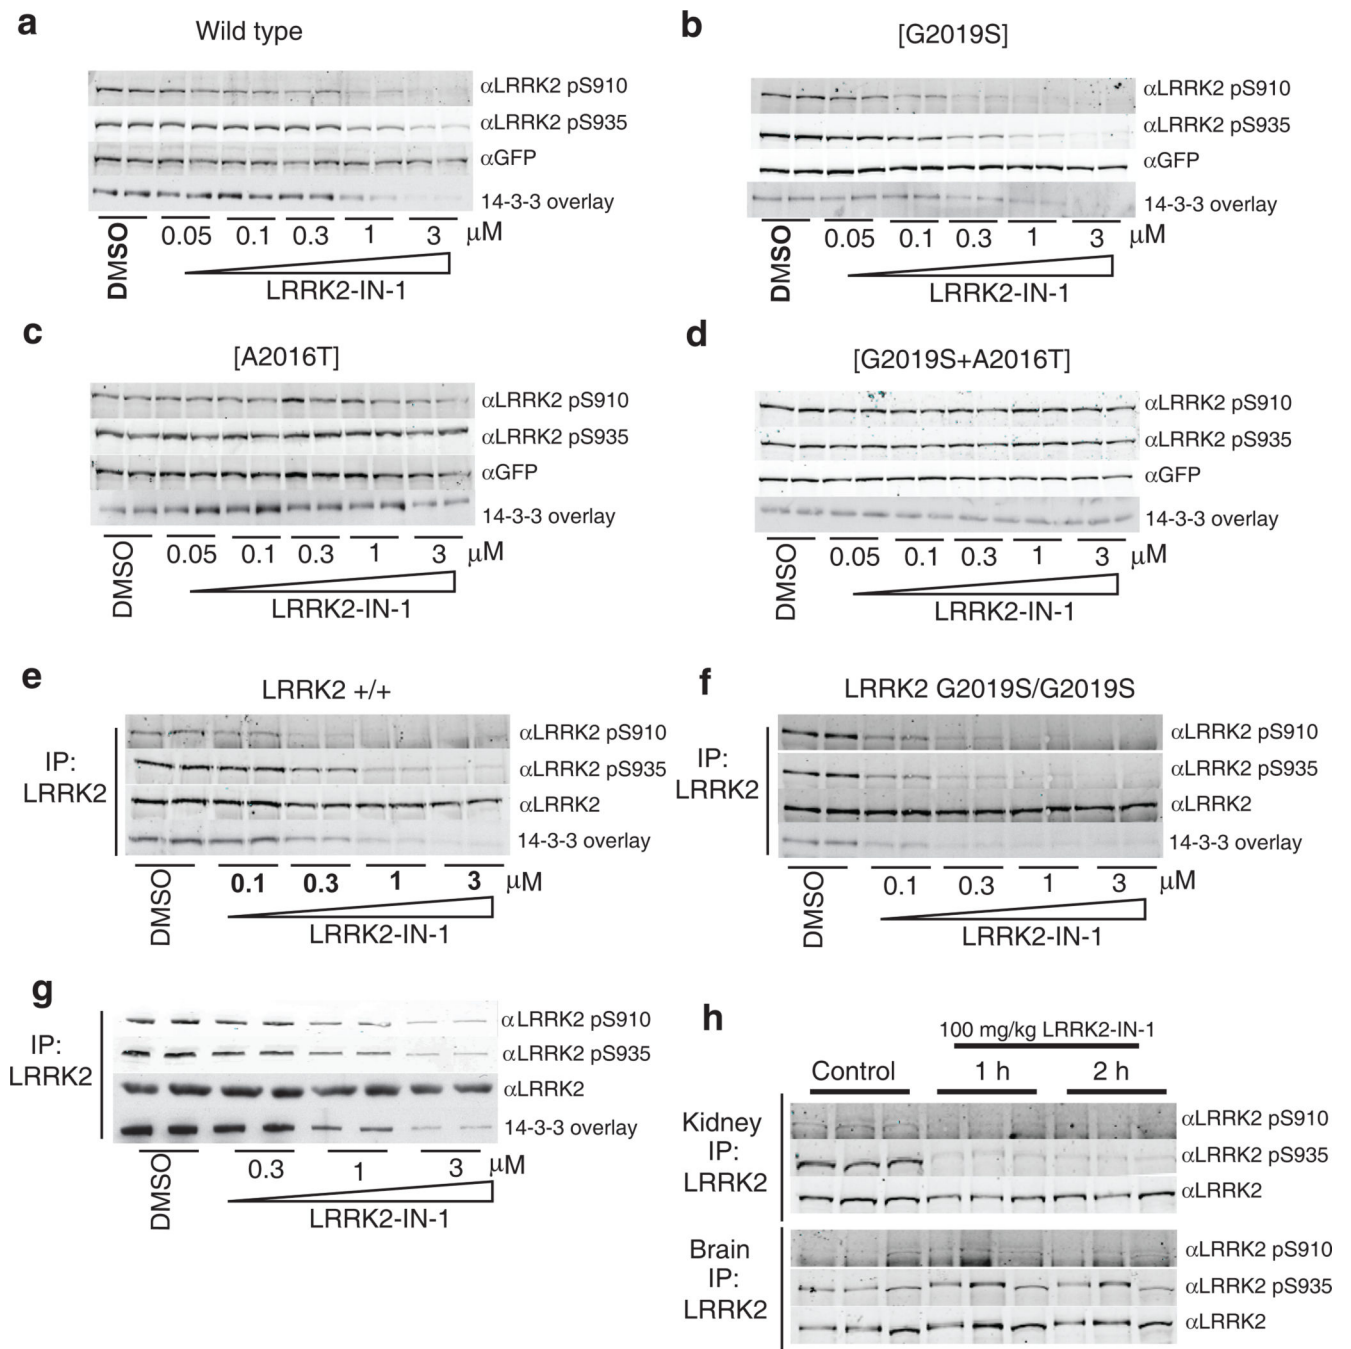 a
Wild type
αLRRK2 pS910
αLRRK2 pS935
αGFP
14-3-3 overlay
DMSO
0.05 0.1 0.3 1 3 μM
LRRK2-IN-1
b
[G2019S]
αLRRK2 pS910
αLRRK2 pS935
αGFP
14-3-3 overlay
DMSO
0.05 0.1 0.3 1 3 μM
LRRK2-IN-1
c
[A2016T]
αLRRK2 pS910
αLRRK2 pS935
αGFP
14-3-3 overlay
DMSO
0.05 0.1 0.3 1 3 μM
LRRK2-IN-1
d
[G2019S+A2016T]
αLRRK2 pS910
αLRRK2 pS935
αGFP
14-3-3 overlay
DMSO
0.05 0.1 0.3 1 3 μM
LRRK2-IN-1
e
LRRK2 +/+
IP:
LRRK2
αLRRK2 pS910
αLRRK2 pS935
αLRRK2
14-3-3 overlay
DMSO
0.1 0.3 1 3 μM
LRRK2-IN-1
f
LRRK2 G2019S/G2019S
IP:
LRRK2
αLRRK2 pS910
αLRRK2 pS935
αLRRK2
14-3-3 overlay
DMSO
0.1 0.3 1 3 μM
LRRK2-IN-1
g
IP:
LRRK2
αLRRK2 pS910
αLRRK2 pS935
αLRRK2
14-3-3 overlay
DMSO
0.3 1 3 μM
LRRK2-IN-1
h
100 mg/kg LRRK2-IN-1
Control 1 h 2 h
Kidney
IP:
LRRK2
αLRRK2 pS910
αLRRK2 pS935
αLRRK2
Brain
IP:
LRRK2
αLRRK2 pS910
αLRRK2 pS935
αLRRK2